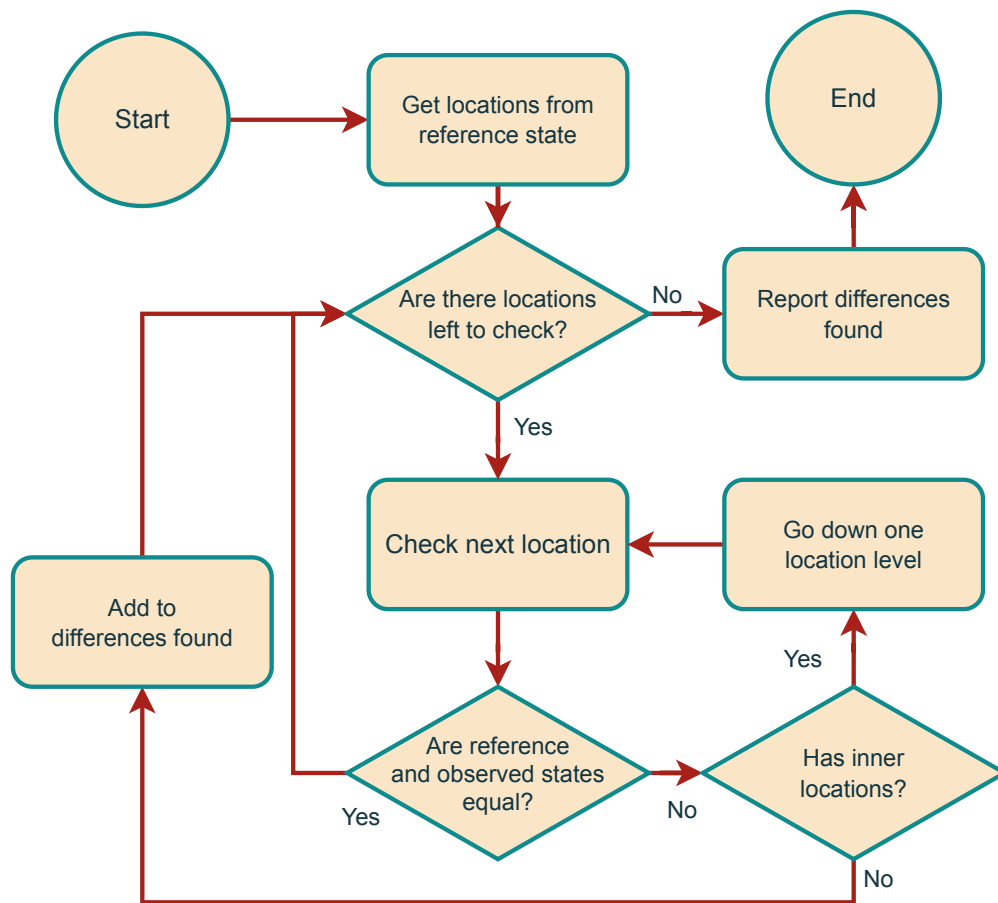 Start
Get locations from
reference state
End
Are there locations
left to check?
No
Report differences
found
Yes
Check next location
Go down one
location level
Add to
differences found
Yes
Are reference
and observed states
equal?
Has inner
locations?
Yes
No
No